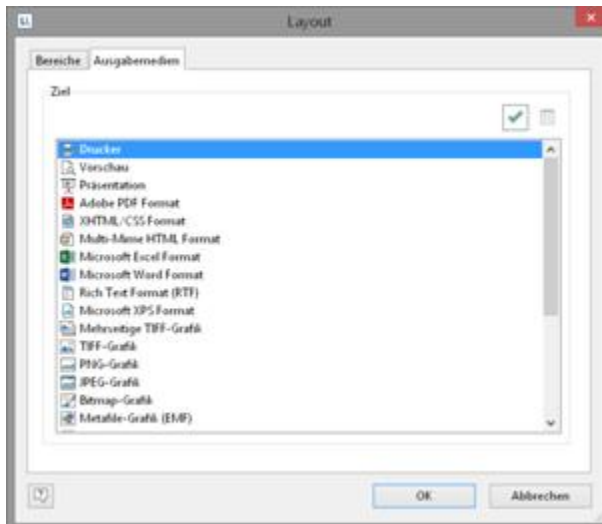 Layout
Bereiche Ausgabemedien
Ziel
Drucker
Vorschau
Präsentation
Adobe PDF Format
XHTML/CSS Format
Multi-Mime HTML Format
Microsoft Excel Format
Microsoft Word Format
Rich Text Format (RTF)
Microsoft XPS Format
Mehrseitige TIFF-Grafik
TIFF-Grafik
PNG-Grafik
JPEG-Grafik
Bitmap-Grafik
Metafile-Grafik (EMF)
OK Abbrechen